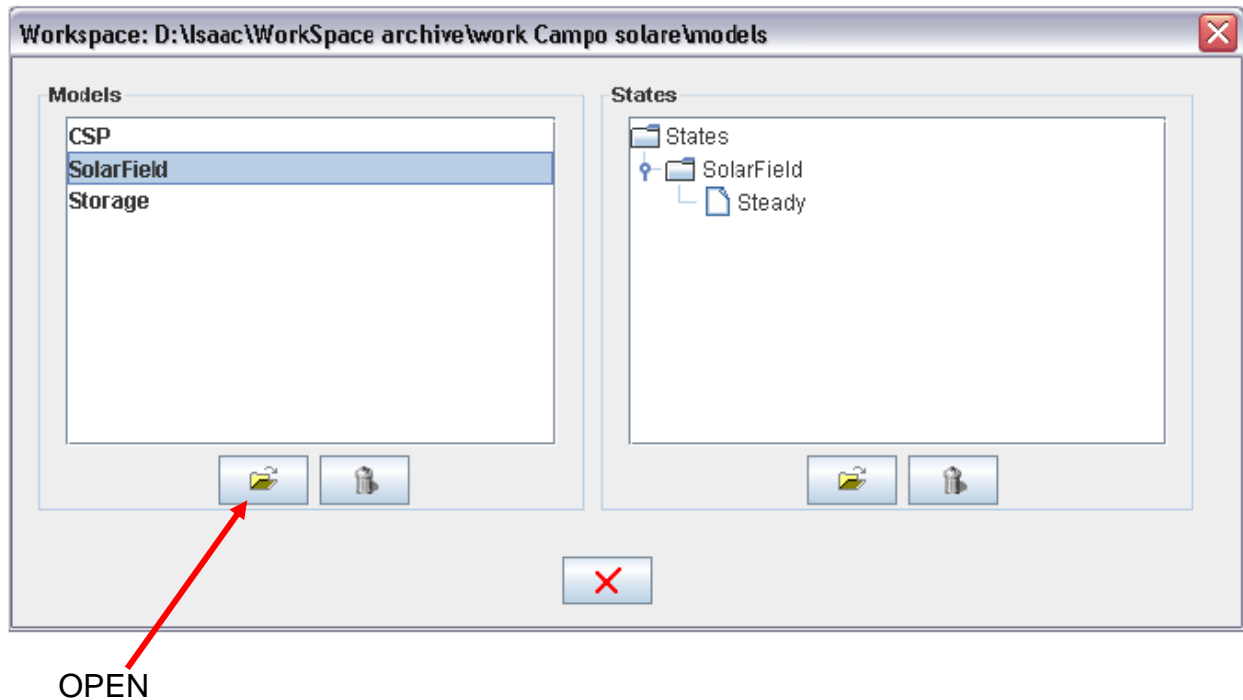 Workspace: D:\Isaac\WorkSpace archive\work Campo solare\models
Models
CSP
SolarField
Storage
States
States
SolarField
Steady
OPEN